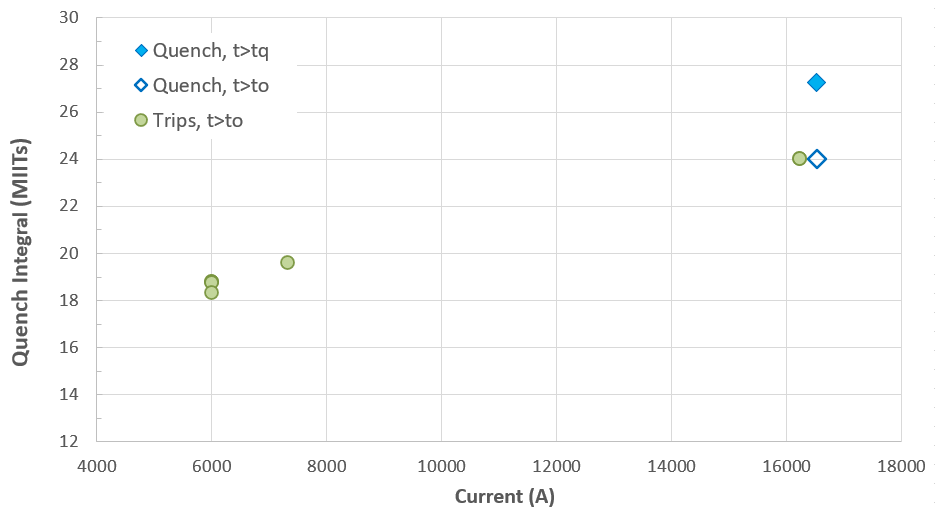 30
28
26
24
22
20
18
16
14
12
Quench Integral (MIITs)
Quench, t>tq
Quench, t>to
Trips, t>to
4000 6000 8000 10000 12000 14000 16000 18000
Current (A)